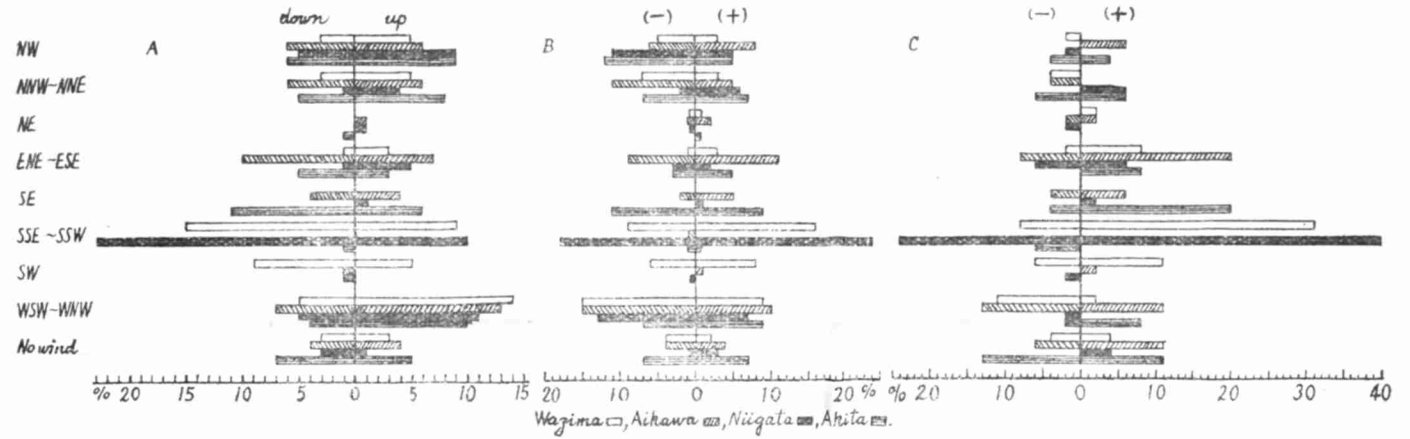 down up (-) (+) (-) (+)
A B C
NW
NNW~NNE
NE
ENE~ESE
SE
SSE~SSW
SW
WSW~WNW
No wind
% 20 15 10 5 0 5 10 15 20 10 0 10 20 % % 20 10 0 10 20 30 40
Wazima, Aikawa, Niigata, Akita.